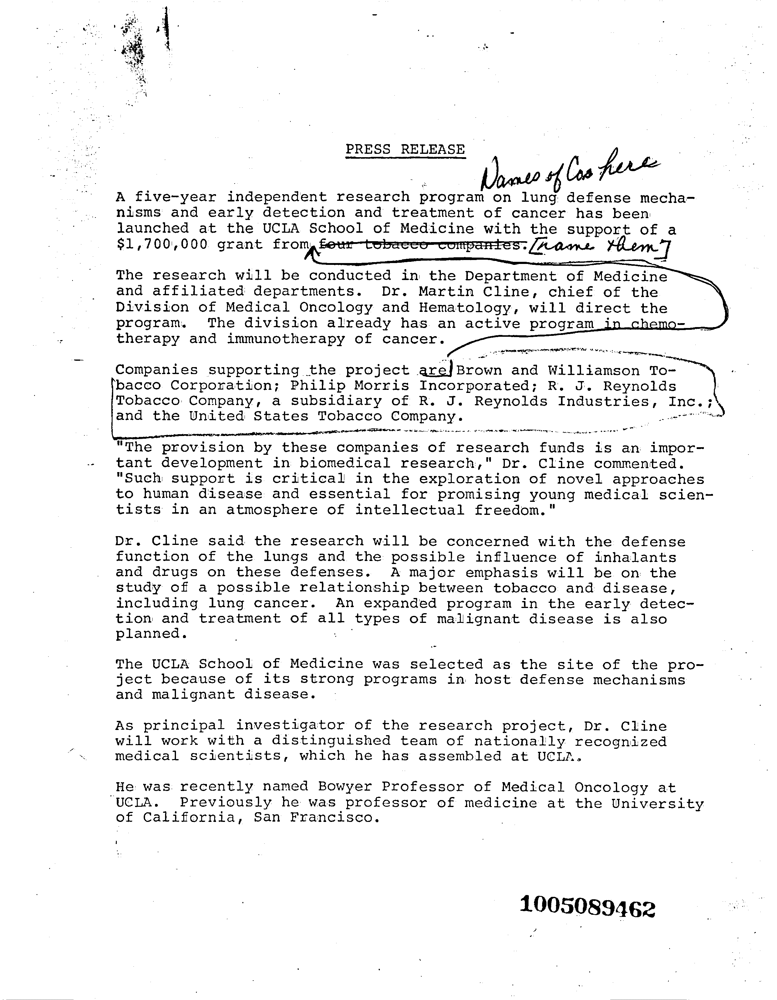 PRESS RELEASE
Names of Cos here
A five-year independent research program on lung defense mecha-
nisms and early detection and treatment of cancer has been
launched at the UCLA School of Medicine with the support of a
$1,700,000 grant from four tobacco companies. [name them]
The research will be conducted in the Department of Medicine
and affiliated departments. Dr. Martin Cline, chief of the
Division of Medical Oncology and Hematology, will direct the
program. The division already has an active program in chemo-
therapy and immunotherapy of cancer.
Companies supporting the project are Brown and Williamson To-
bacco Corporation; Philip Morris Incorporated; R. J. Reynolds
Tobacco Company, a subsidiary of R. J. Reynolds Industries, Inc.;
and the United States Tobacco Company.
"The provision by these companies of research funds is an impor-
tant development in biomedical research," Dr. Cline commented.
"Such support is critical in the exploration of novel approaches
to human disease and essential for promising young medical scien-
tists in an atmosphere of intellectual freedom."
Dr. Cline said the research will be concerned with the defense
function of the lungs and the possible influence of inhalants
and drugs on these defenses. A major emphasis will be on the
study of a possible relationship between tobacco and disease,
including lung cancer. An expanded program in the early detec-
tion and treatment of all types of malignant disease is also
planned.
The UCLA School of Medicine was selected as the site of the pro-
ject because of its strong programs in host defense mechanisms
and malignant disease.
As principal investigator of the research project, Dr. Cline
will work with a distinguished team of nationally recognized
medical scientists, which he has assembled at UCLA.
He was recently named Bowyer Professor of Medical Oncology at
UCLA. Previously he was professor of medicine at the University
of California, San Francisco.
1005089462